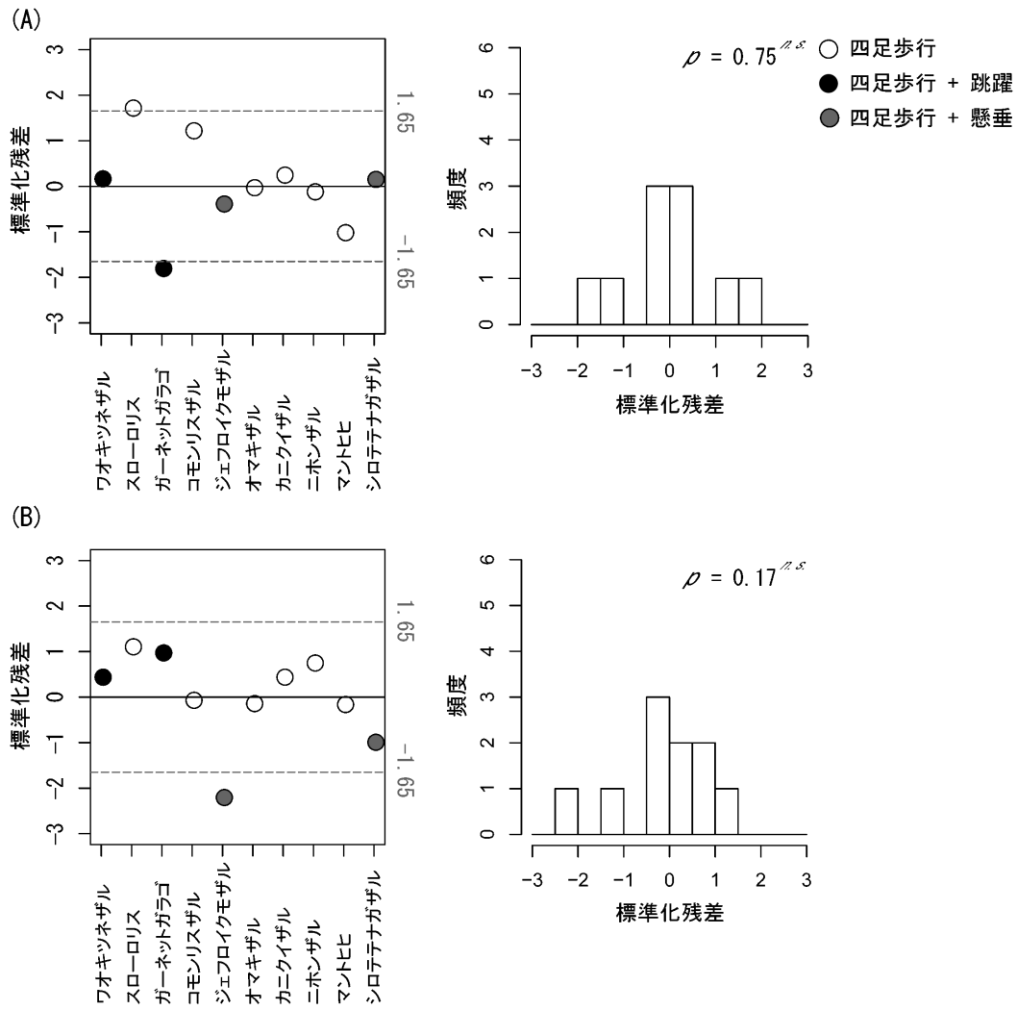 (A)
3
2
1
0
−1
−2
−3
標準化残差
1.65
−1.65
ワオキツネザル
スローロリス
ガーネットガラゴ
コモンリスザル
ジェフロイクモザル
オマキザル
カニクイザル
ニホンザル
マントヒヒ
シロテテナガザル
6
5
4
3
2
1
0
頻度
p = 0.75 n.s.
−3 −2 −1 0 1 2 3
標準化残差
四足歩行
四足歩行 + 跳躍
四足歩行 + 懸垂
(B)
3
2
1
0
−1
−2
−3
標準化残差
1.65
−1.65
ワオキツネザル
スローロリス
ガーネットガラゴ
コモンリスザル
ジェフロイクモザル
オマキザル
カニクイザル
ニホンザル
マントヒヒ
シロテテナガザル
6
5
4
3
2
1
0
頻度
p = 0.17 n.s.
−3 −2 −1 0 1 2 3
標準化残差